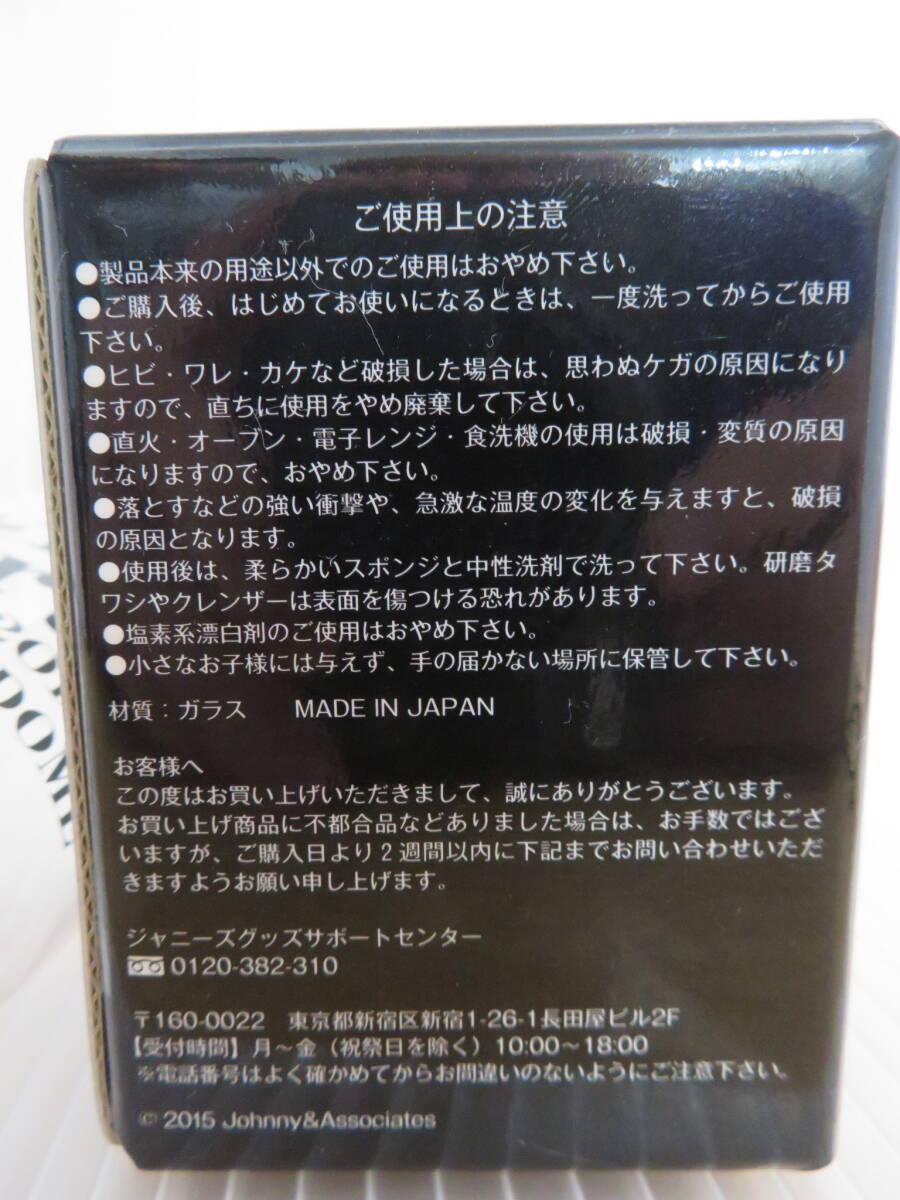 ご使用上の注意
●製品本来の用途以外でのご使用はおやめ下さい。
●ご購入後、はじめてお使いになるときは、一度洗ってからご使用
下さい。
●ヒビ・ワレ・カケなど破損した場合は、思わぬケガの原因になり
ますので、直ちに使用をやめ廃棄して下さい。
●直火・オーブン・電子レンジ・食洗機の使用は破損・変質の原因
になりますので、おやめ下さい。
●落とすなどの強い衝撃や、急激な温度の変化を与えますと、破損
の原因となります。
●使用後は、柔らかいスポンジと中性洗剤で洗って下さい。研磨タ
ワシやクレンザーは表面を傷つける恐れがあります。
●塩素系漂白剤のご使用はおやめ下さい。
●小さなお子様には与えず、手の届かない場所に保管して下さい。
材質：ガラス　MADE IN JAPAN
お客様へ
この度はお買い上げいただきまして、誠にありがとうございます。
お買い上げ商品に不都合品などありました場合は、お手数ではござ
いますが、ご購入日より2週間以内に下記までお問い合わせいただ
きますようお願い申し上げます。
ジャニーズグッズサポートセンター
0120-382-310
〒160-0022　東京都新宿区新宿1-26-1長田屋ビル2F
【受付時間】月～金（祝祭日を除く）10:00～18:00
※電話番号はよく確かめてからお間違いのないようにご注意下さい。
© 2015 Johnny&Associates
DOME